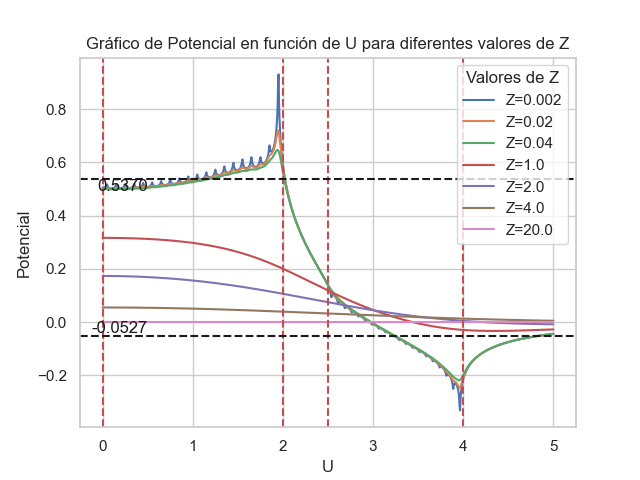 Gráfico de Potencial en función de U para diferentes valores de Z
Valores de Z
Z=0.002
Z=0.02
Z=0.04
Z=1.0
Z=2.0
Z=4.0
Z=20.0
0.8
0.6
0.4
0.2
0.0
−0.2
0.5370
-0.0527
Potencial
0
1
2
3
4
5
U